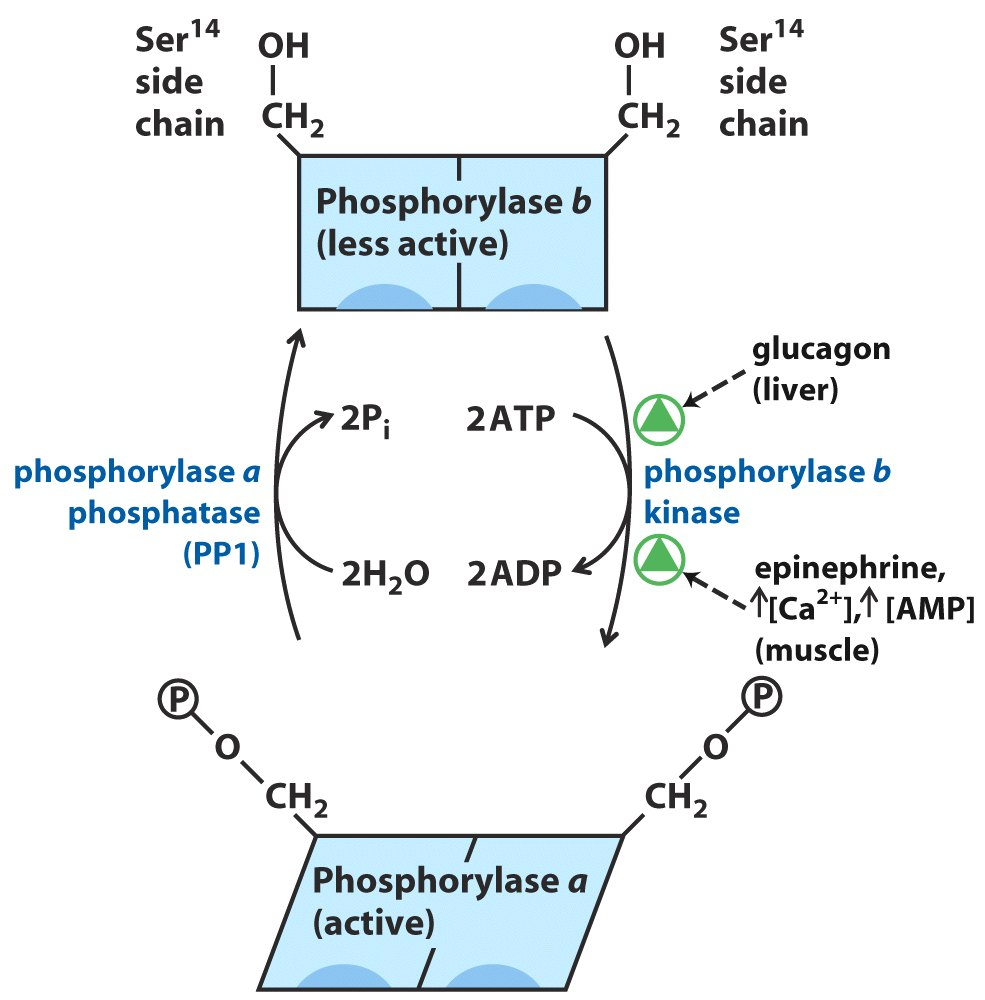 Ser¹⁴
side
chain
OH
CH₂
OH
CH₂
Ser¹⁴
side
chain
Phosphorylase b
(less active)
glucagon
(liver)
2Pᵢ
2ATP
phosphorylase a
phosphatase
(PP1)
phosphorylase b
kinase
2H₂O
2ADP
epinephrine,
↑[Ca²⁺],↑ [AMP]
(muscle)
P
O
CH₂
P
O
CH₂
Phosphorylase a
(active)